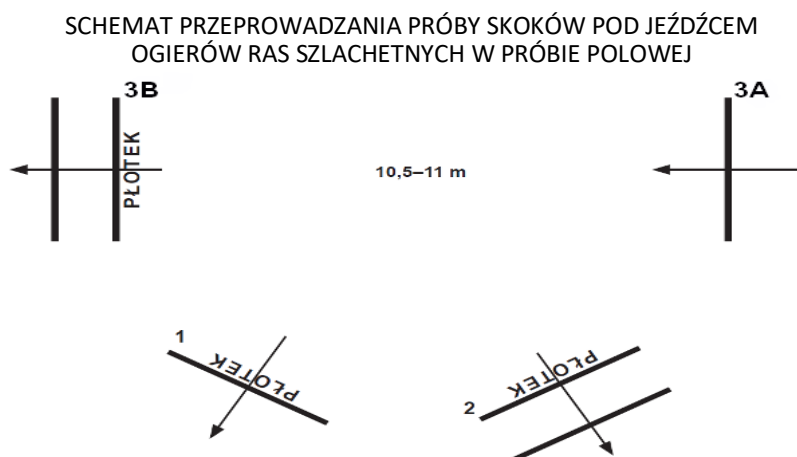 SCHEMAT PRZEPROWADZANIA PRÓBY SKOKÓW POD JEŹDŹCEM
OGIERÓW RAS SZLACHETNYCH W PRÓBIE POLOWEJ
3B
3A
PŁOTEK
10,5–11 m
1
PŁOTEK
PŁOTEK
2